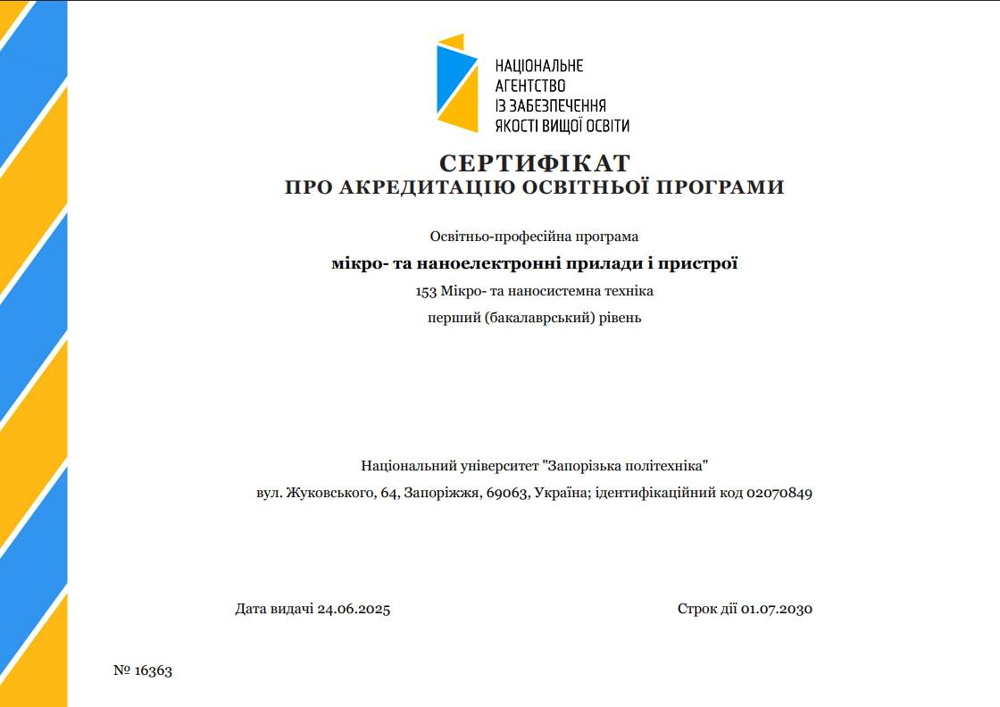 НАЦІОНАЛЬНЕ
АГЕНТСТВО
ІЗ ЗАБЕЗПЕЧЕННЯ
ЯКОСТІ ВИЩОЇ ОСВІТИ
СЕРТИФІКАТ
ПРО АКРЕДИТАЦІЮ ОСВІТНЬОЇ ПРОГРАМИ
Освітньо-професійна програма
мікро- та наноелектронні прилади і пристрої
153 Мікро- та наносистемна техніка
перший (бакалаврський) рівень
Національний університет "Запорізька політехніка"
вул. Жуковського, 64, Запоріжжя, 69063, Україна; ідентифікаційний код 02070849
Дата видачі 24.06.2025
Строк дії 01.07.2030
№ 16363